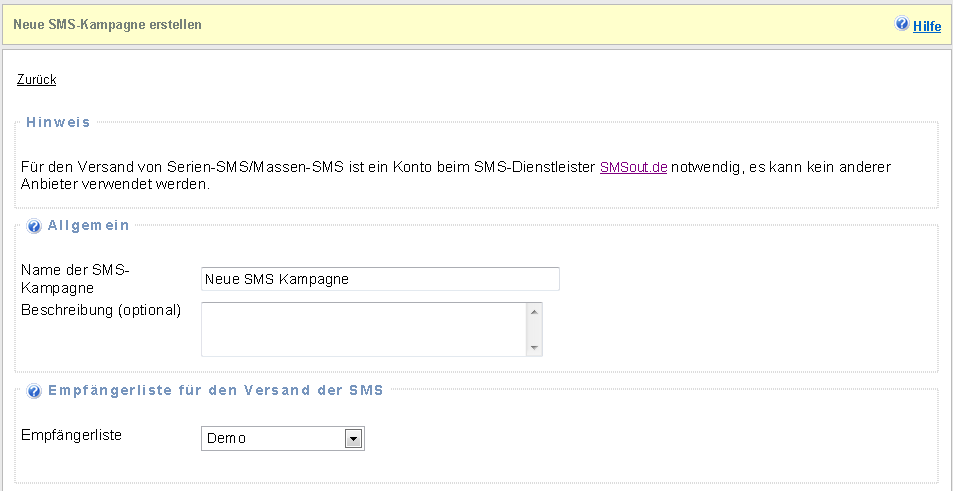 Neue SMS-Kampagne erstellen
Hilfe
Zurück
Hinweis
Für den Versand von Serien-SMS/Massen-SMS ist ein Konto beim SMS-Dienstleister SMSout.de notwendig, es kann kein anderer
Anbieter verwendet werden.
Allgemein
Name der SMS-
Kampagne
Neue SMS Kampagne
Beschreibung (optional)
Empfängerliste für den Versand der SMS
Empfängerliste
Demo